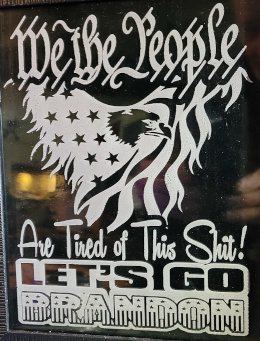 We the People
Are Tired of This Shit!
LET'S GO
BRANDON